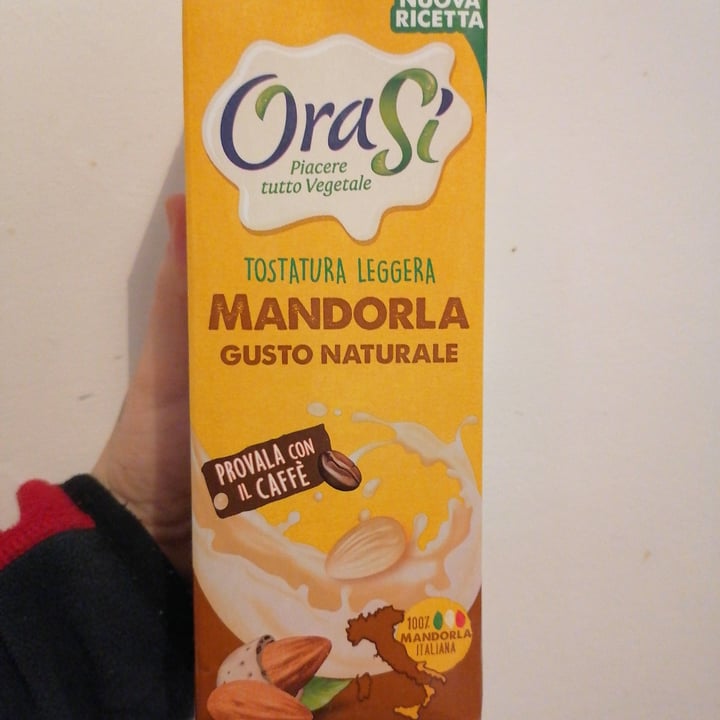 NUOVA
RICETTA
OraSì
Piacere
tutto Vegetale
TOSTATURA LEGGERA
MANDORLA
GUSTO NATURALE
PROVALA CON
IL CAFFÈ
100%
MANDORLA
ITALIANA